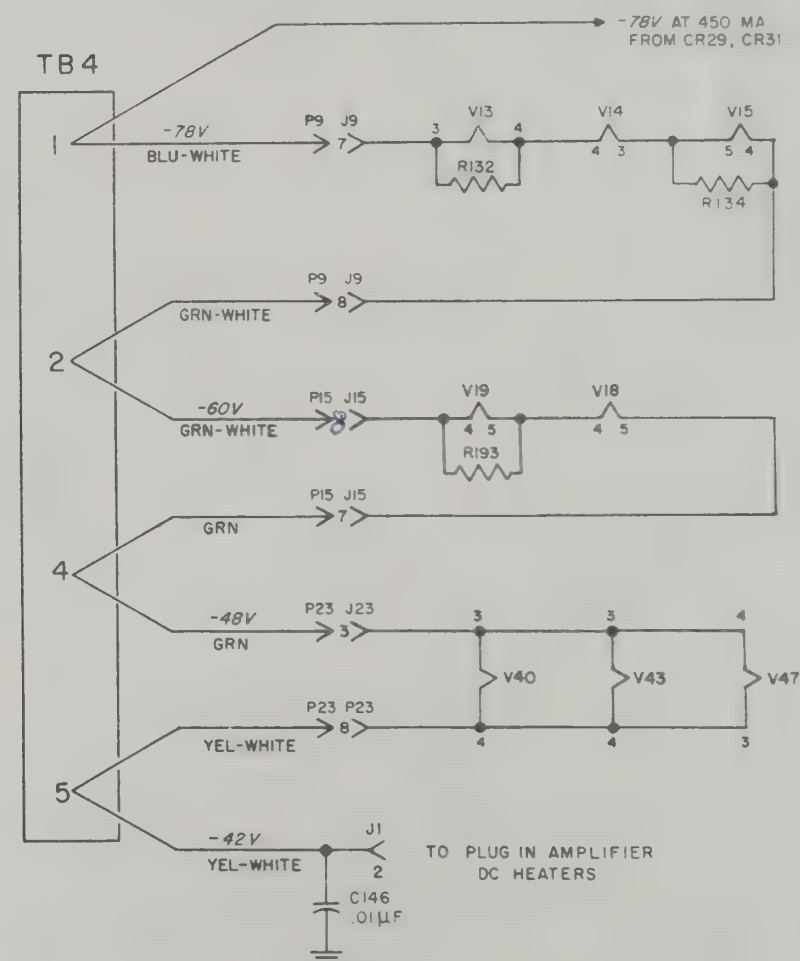 -78V AT 450 MA
FROM CR29, CR31
TB4
1
-78V
BLU-WHITE
P9 J9
7
3
V13
4
R132
V14
4 3
V15
5 4
R134
P9 J9
8
GRN-WHITE
2
-60V
GRN-WHITE
P15 J15
8
V19
4 5
R193
V18
4 5
P15 J15
7
GRN
4
-48V
GRN
P23 J23
3
3
3
4
V40
V43
V47
4
4
3
P23 P23
8
YEL-WHITE
5
-42V
YEL-WHITE
J1
2
TO PLUG IN AMPLIFIER
DC HEATERS
C146
.01µF